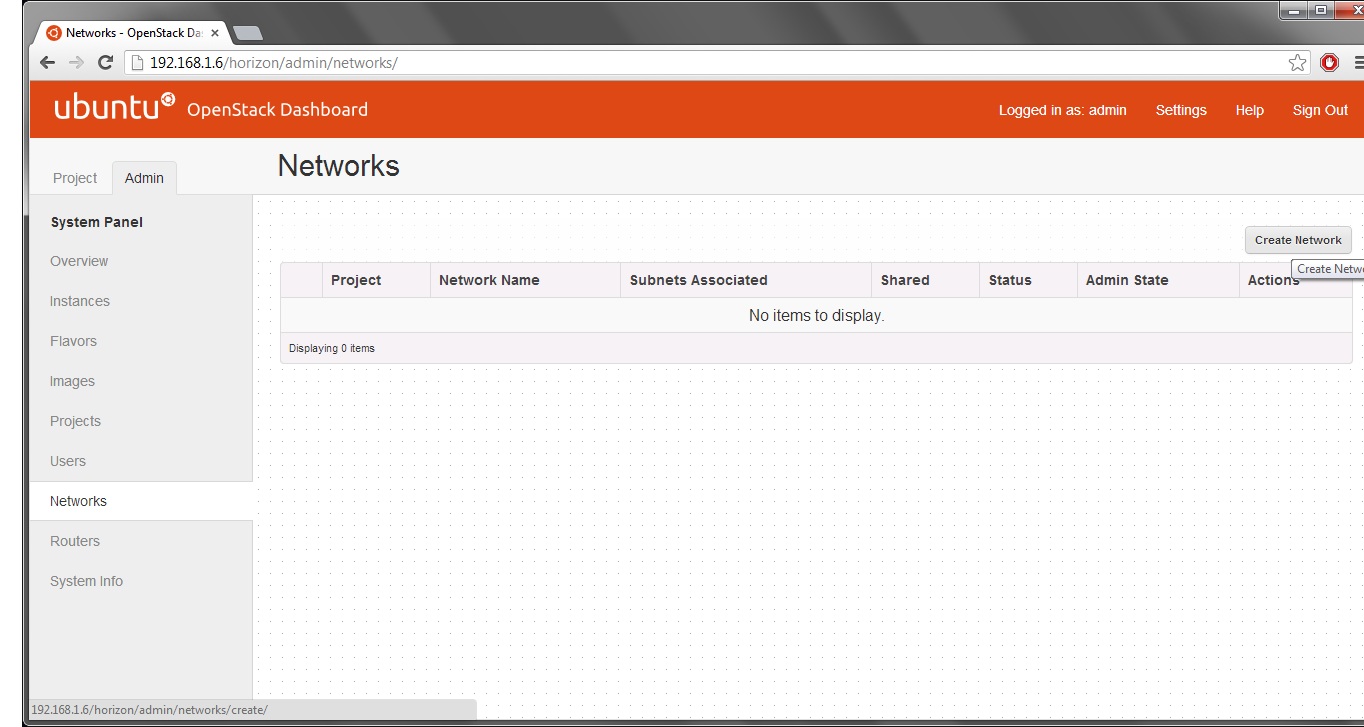 Networks - OpenStack Da
192.168.1.6/horizon/admin/networks/
ubuntu OpenStack Dashboard
Logged in as: admin Settings Help Sign Out
Project Admin
Networks
System Panel
Overview
Instances
Flavors
Images
Projects
Users
Networks
Routers
System Info
Create Network
Create Netwo
Project Network Name Subnets Associated Shared Status Admin State Actions
No items to display.
Displaying 0 items
192.168.1.6/horizon/admin/networks/create/